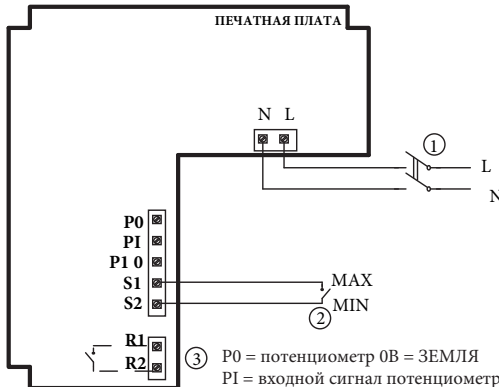 ПЕЧАТНАЯ ПЛАТА
N L
1
L
N
P0
PI
P1 0
S1
MAX
S2
MIN
2
R1
R2
3
P0 = потенциометр 0В = ЗЕМЛЯ
PI = входной сигнал потенциометр